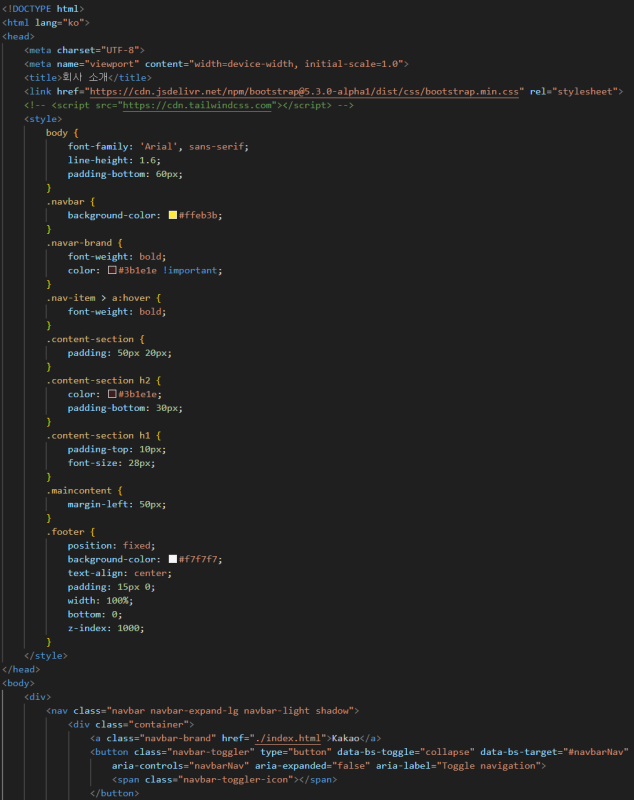 <!DOCTYPE html>
<html lang="ko">
<head>
    <meta charset="UTF-8">
    <meta name="viewport" content="width=device-width, initial-scale=1.0">
    <title>회사 소개</title>
    <link href="https://cdn.jsdelivr.net/npm/bootstrap@5.3.0-alpha1/dist/css/bootstrap.min.css" rel="stylesheet">
    <!-- <script src="https://cdn.tailwindcss.com"></script> -->
    <style>
        body {
            font-family: 'Arial', sans-serif;
            line-height: 1.6;
            padding-bottom: 60px;
        }
        .navbar {
            background-color: #ffeb3b;
        }
        .navar-brand {
            font-weight: bold;
            color: #3b1e1e !important;
        }
        .nav-item > a:hover {
            font-weight: bold;
        }
        .content-section {
            padding: 50px 20px;
        }
        .content-section h2 {
            color: #3b1e1e;
            padding-bottom: 30px;
        }
        .content-section h1 {
            padding-top: 10px;
            font-size: 28px;
        }
        .maincontent {
            margin-left: 50px;
        }
        .footer {
            position: fixed;
            background-color: #f7f7f7;
            text-align: center;
            padding: 15px 0;
            width: 100%;
            bottom: 0;
            z-index: 1000;
        }
    </style>
</head>
<body>
    <div>
        <nav class="navbar navbar-expand-lg navbar-light shadow">
            <div class="container">
                <a class="navbar-brand" href="./index.html">Kakao</a>
                <button class="navbar-toggler" type="button" data-bs-toggle="collapse" data-bs-target="#navbarNav"
                    aria-controls="navbarNav" aria-expanded="false" aria-label="Toggle navigation">
                    <span class="navbar-toggler-icon"></span>
                </button>